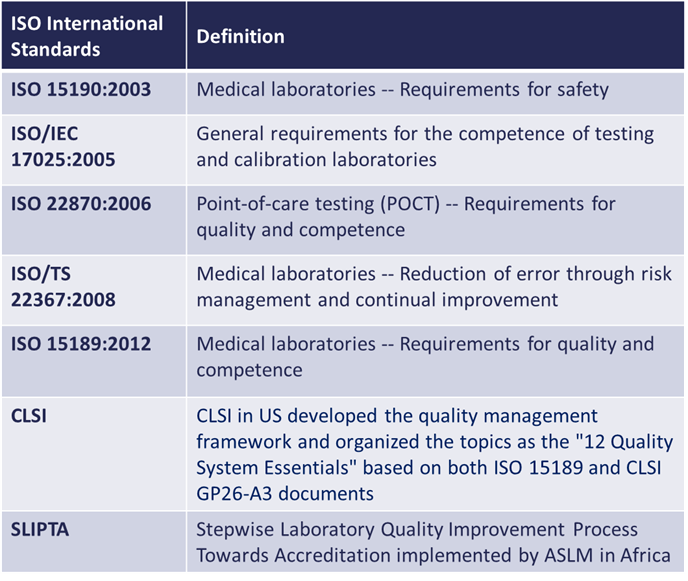 ISO International
Standards
Definition
ISO 15190:2003
Medical laboratories -- Requirements for safety
ISO/IEC
17025:2005
General requirements for the competence of testing
and calibration laboratories
ISO 22870:2006
Point-of-care testing (POCT) -- Requirements for
quality and competence
ISO/TS
22367:2008
Medical laboratories -- Reduction of error through risk
management and continual improvement
ISO 15189:2012
Medical laboratories -- Requirements for quality and
competence
CLSI
CLSI in US developed the quality management
framework and organized the topics as the "12 Quality
System Essentials" based on both ISO 15189 and CLSI
GP26-A3 documents
SLIPTA
Stepwise Laboratory Quality Improvement Process
Towards Accreditation implemented by ASLM in Africa